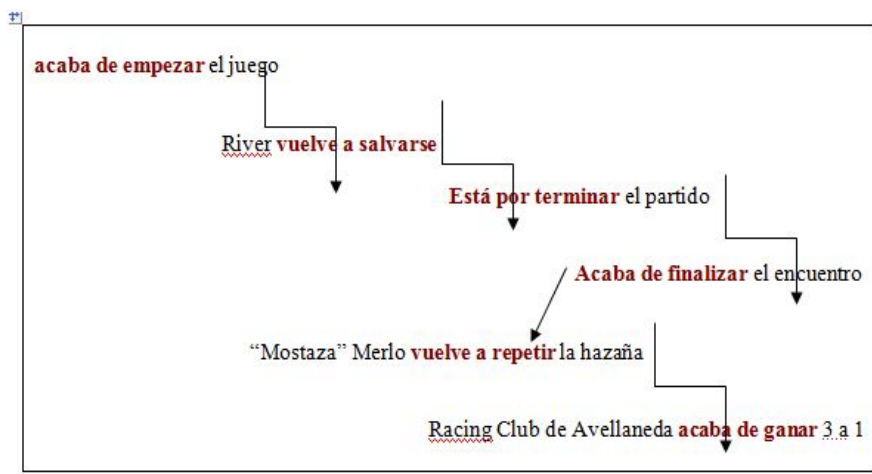 acaba de empezar el juego
River vuelve a salvarse
Está por terminar el partido
Acaba de finalizar el encuentro
“Mostaza” Merlo vuelve a repetir la hazaña
Racing Club de Avellaneda acaba de ganar 3 a 1